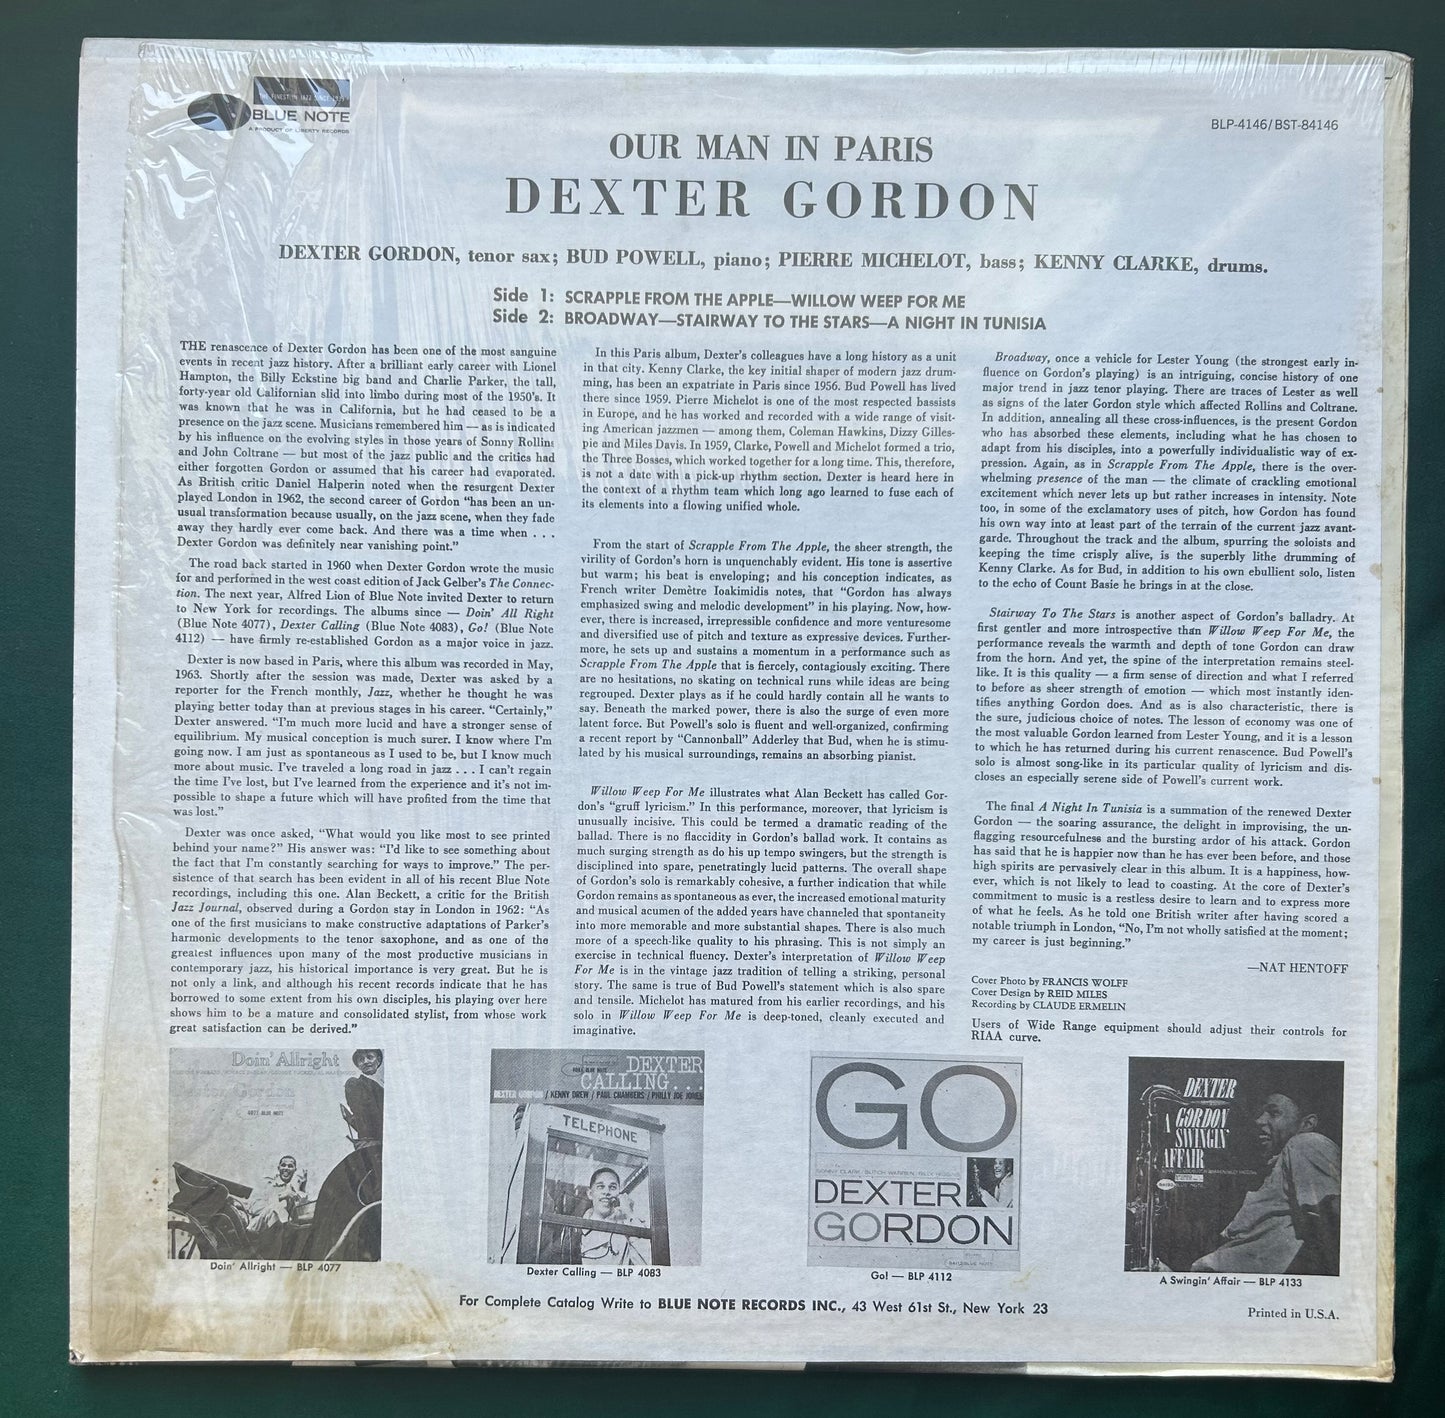 THE FINEST IN JAZZ SINCE 1939
BLUE NOTE
A PRODUCT OF LIBERTY RECORDS
BLP-4146/BST-84146
OUR MAN IN PARIS
DEXTER GORDON
DEXTER GORDON, tenor sax; BUD POWELL, piano; PIERRE MICHELOT, bass; KENNY CLARKE, drums.
Side 1: SCRAPPLE FROM THE APPLE—WILLOW WEEP FOR ME
Side 2: BROADWAY—STAIRWAY TO THE STARS—A NIGHT IN TUNISIA
THE renascence of Dexter Gordon has been one of the most sanguine
events in recent jazz history. After a brilliant early career with Lionel
Hampton, the Billy Eckstine big band and Charlie Parker, the tall,
forty-year old Californian slid into limbo during most of the 1950's. It
was known that he was in California, but he had ceased to be a
presence on the jazz scene. Musicians remembered him — as is indicated
by his influence on the evolving styles in those years of Sonny Rollins
and John Coltrane — but most of the jazz public and the critics had
either forgotten Gordon or assumed that his career had evaporated.
As British critic Daniel Halperin noted when the resurgent Dexter
played London in 1962, the second career of Gordon “has been an un-
usual transformation because usually, on the jazz scene, when they fade
away they hardly ever come back. And there was a time when . . .
Dexter Gordon was definitely near vanishing point.”
The road back started in 1960 when Dexter Gordon wrote the music
for and performed in the west coast edition of Jack Gelber's The Connec-
tion. The next year, Alfred Lion of Blue Note invited Dexter to return
to New York for recordings. The albums since — Doin' All Right
(Blue Note 4077), Dexter Calling (Blue Note 4083), Go! (Blue Note
4112) — have firmly re-established Gordon as a major voice in jazz.
Dexter is now based in Paris, where this album was recorded in May,
1963. Shortly after the session was made, Dexter was asked by a
reporter for the French monthly, Jazz, whether he thought he was
playing better today than at previous stages in his career. “Certainly,”
Dexter answered. “I'm much more lucid and have a stronger sense of
equilibrium. My musical conception is much surer. I know where I'm
going now. I am just as spontaneous as I used to be, but I know much
more about music. I've traveled a long road in jazz . . . I can't regain
the time I've lost, but I've learned from the experience and it's not im-
possible to shape a future which will have profited from the time that
was lost.”
Dexter was once asked, “What would you like most to see printed
behind your name?” His answer was: “I'd like to see something about
the fact that I'm constantly searching for ways to improve.” The per-
sistence of that search has been evident in all of his recent Blue Note
recordings, including this one. Alan Beckett, a critic for the British
Jazz Journal, observed during a Gordon stay in London in 1962: “As
one of the first musicians to make constructive adaptations of Parker's
harmonic developments to the tenor saxophone, and as one of the
greatest influences upon many of the most productive musicians in
contemporary jazz, his historical importance is very great. But he is
not only a link, and although his recent records indicate that he has
borrowed to some extent from his own disciples, his playing over here
shows him to be a mature and consolidated stylist, from whose work
great satisfaction can be derived.”
In this Paris album, Dexter's colleagues have a long history as a unit
in that city. Kenny Clarke, the key initial shaper of modern jazz drum-
ming, has been an expatriate in Paris since 1956. Bud Powell has lived
there since 1959. Pierre Michelot is one of the most respected bassists
in Europe, and he has worked and recorded with a wide range of visit-
ing American jazzmen — among them, Coleman Hawkins, Dizzy Gilles-
pie and Miles Davis. In 1959, Clarke, Powell and Michelot formed a trio,
the Three Bosses, which worked together for a long time. This, therefore,
is not a date with a pick-up rhythm section. Dexter is heard here in
the context of a rhythm team which long ago learned to fuse each of
its elements into a flowing unified whole.
From the start of Scrapple From The Apple, the sheer strength, the
virility of Gordon's horn is unquenchably evident. His tone is assertive
but warm; his beat is enveloping; and his conception indicates, as
French writer Demètre Ioakimidis notes, that “Gordon has always
emphasized swing and melodic development” in his playing. Now, how-
ever, there is increased, irrepressible confidence and more venturesome
and diversified use of pitch and texture as expressive devices. Further-
more, he sets up and sustains a momentum in a performance such as
Scrapple From The Apple that is fiercely, contagiously exciting. There
are no hesitations, no skating on technical runs while ideas are being
regrouped. Dexter plays as if he could hardly contain all he wants to
say. Beneath the marked power, there is also the surge of even more
latent force. But Powell's solo is fluent and well-organized, confirming
a recent report by “Cannonball” Adderley that Bud, when he is stimu-
lated by his musical surroundings, remains an absorbing pianist.
Willow Weep For Me illustrates what Alan Beckett has called Gor-
don's “gruff lyricism.” In this performance, moreover, that lyricism is
unusually incisive. This could be termed a dramatic reading of the
ballad. There is no flaccidity in Gordon's ballad work. It contains as
much surging strength as do his up tempo swingers, but the strength is
disciplined into spare, penetratingly lucid patterns. The overall shape
of Gordon's solo is remarkably cohesive, a further indication that while
Gordon remains as spontaneous as ever, the increased emotional maturity
and musical acumen of the added years have channeled that spontaneity
into more memorable and more substantial shapes. There is also much
more of a speech-like quality to his phrasing. This is not simply an
exercise in technical fluency. Dexter's interpretation of Willow Weep
For Me is in the vintage jazz tradition of telling a striking, personal
story. The same is true of Bud Powell's statement which is also spare
and tensile. Michelot has matured from his earlier recordings, and his
solo in Willow Weep For Me is deep-toned, cleanly executed and
imaginative.
Broadway, once a vehicle for Lester Young (the strongest early in-
fluence on Gordon's playing) is an intriguing, concise history of one
major trend in jazz tenor playing. There are traces of Lester as well
as signs of the later Gordon style which affected Rollins and Coltrane.
In addition, annealing all these cross-influences, is the present Gordon
who has absorbed these elements, including what he has chosen to
adapt from his disciples, into a powerfully individualistic way of ex-
pression. Again, as in Scrapple From The Apple, there is the over-
whelming presence of the man — the climate of crackling emotional
excitement which never lets up but rather increases in intensity. Note
too, in some of the exclamatory uses of pitch, how Gordon has found
his own way into at least part of the terrain of the current jazz avant-
garde. Throughout the track and the album, spurring the soloists and
keeping the time crisply alive, is the superbly lithe drumming of
Kenny Clarke. As for Bud, in addition to his own ebullient solo, listen
to the echo of Count Basie he brings in at the close.
Stairway To The Stars is another aspect of Gordon's balladry. At
first gentler and more introspective than Willow Weep For Me, the
performance reveals the warmth and depth of tone Gordon can draw
from the horn. And yet, the spine of the interpretation remains steel-
like. It is this quality — a firm sense of direction and what I referred
to before as sheer strength of emotion — which most instantly iden-
tifies anything Gordon does. And as is also characteristic, there is
the sure, judicious choice of notes. The lesson of economy was one of
the most valuable Gordon learned from Lester Young, and it is a lesson
to which he has returned during his current renascence. Bud Powell's
solo is almost song-like in its particular quality of lyricism and dis-
closes an especially serene side of Powell's current work.
The final A Night In Tunisia is a summation of the renewed Dexter
Gordon — the soaring assurance, the delight in improvising, the un-
flagging resourcefulness and the bursting ardor of his attack. Gordon
has said that he is happier now than he has ever been before, and those
high spirits are pervasively clear in this album. It is a happiness, how-
ever, which is not likely to lead to coasting. At the core of Dexter's
commitment to music is a restless desire to learn and to express more
of what he feels. As he told one British writer after having scored a
notable triumph in London, “No, I'm not wholly satisfied at the moment;
my career is just beginning.”
—NAT HENTOFF
Cover Photo by FRANCIS WOLFF
Cover Design by REID MILES
Recording by CLAUDE ERMELIN
Users of Wide Range equipment should adjust their controls for
RIAA curve.
Doin' Allright
Dexter Gordon
4077 BLUE NOTE
Doin' Allright — BLP 4077
DEXTER
CALLING...
DEXTER GORDON / KENNY DREW / PAUL CHAMBERS / PHILLY JOE JONES
TELEPHONE
Dexter Calling — BLP 4083
GO
SONNY CLARK, BUTCH WARREN, BILLY HIGGINS
DEXTER
GORDON
Go! — BLP 4112
DEXTER
GORDON
A
SWINGIN'
AFFAIR
A Swingin' Affair — BLP 4133
For Complete Catalog Write to BLUE NOTE RECORDS INC., 43 West 61st St., New York 23
Printed in U.S.A.